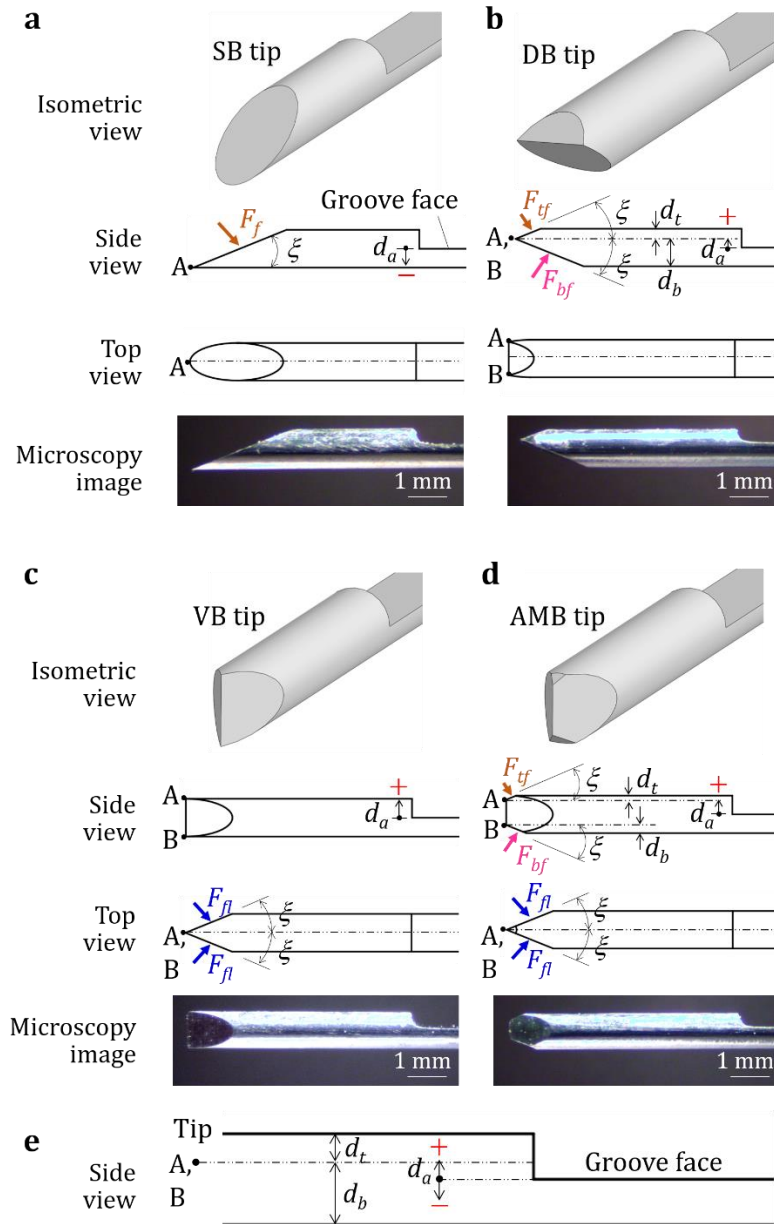 a
SB tip
Isometric
view
F_f
Groove face
Side
view
A
ξ
d_a
−
Top
view
A
Microscopy
image
1 mm
b
DB tip
F_tf
ξ
d_t
+
A,
B
ξ
d_a
F_bf
d_b
A
B
1 mm
c
VB tip
Isometric
view
Side
view
A
B
+
d_a
Top
view
F_fl
ξ
A,
B
ξ
F_fl
Microscopy
image
1 mm
d
AMB tip
F_tf
ξ
d_t
+
A
d_a
B
F_bf
ξ
d_b
F_fl
ξ
A,
B
ξ
F_fl
1 mm
e
Tip
Side
view
A,
B
d_t
+
d_a
Groove face
d_b
−